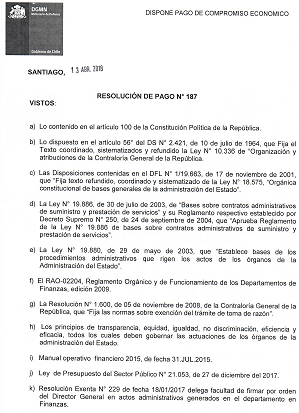 DGMN
Ministerio de Defensa
Gobierno de Chile
DISPONE PAGO DE COMPROMISO ECONOMICO
SANTIAGO, 13 ABR. 2018
RESOLUCIÓN DE PAGO N° 187
VISTOS:
a) Lo contenido en el artículo 100 de la Constitución Política de la República.
b) Lo dispuesto en el artículo 56° del DS N° 2.421, de 10 de julio de 1964, que Fija el
Texto coordinado, sistematizados y refundido la Ley N° 10.336 de "Organización y
atribuciones de la Contraloría General de la República.
c) Las Disposiciones contenidas en el DFL N° 1/19.663, de 17 de noviembre de 2001,
que "Fija texto refundido, coordinado y sistematizado de la Ley N° 18.575, "Orgánica
constitucional de bases generales de la administración del Estado".
d) La Ley N° 19.886, de 30 de julio de 2003, de "Bases sobre contratos administrativos
de suministro y prestación de servicios" y su Reglamento respectivo establecido por
Decreto Supremo N° 250, de 24 de septiembre de 2004, que "Aprueba Reglamento
de la Ley N° 19.886 de bases sobre contratos administrativos de suministro y
prestación de servicios".
e) La Ley N° 19.880, de 29 de mayo de 2003, que "Establece bases de los
procedimientos administrativos que rigen los actos de los órganos de la
Administración del Estado".
f) El RAO-02204, Reglamento Orgánico y de Funcionamiento de los Departamentos de
Finanzas, edición 2009.
g) La Resolución N° 1.600, de 05 de noviembre de 2008, de la Contraloría General de la
República, que "Fija las normas sobre exención del trámite de toma de razón".
h) Los principios de transparencia, equidad, igualdad, no discriminación, eficiencia y
eficacia, todos los cuales deben gobernar las actuaciones de los órganos de la
administración del Estado.
i) Manual operativo financiero 2015, de fecha 31.JUL.2015.
j) Ley de Presupuesto del Sector Público N° 21.053, de 27 de diciembre de 2017.
k) Resolución Exenta N° 229 de fecha 18/01/2017 delega facultad de firmar por orden
del Director General en actos administrativos generados en el departamento en
Finanzas.